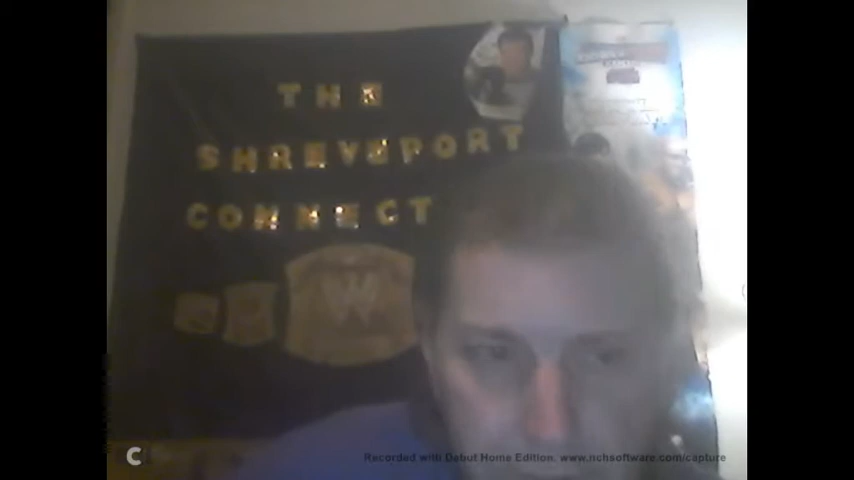 THE
SHREVEPORT
CONNECT
W
C
Recorded with Debut Home Edition. www.nchsoftware.com/capture